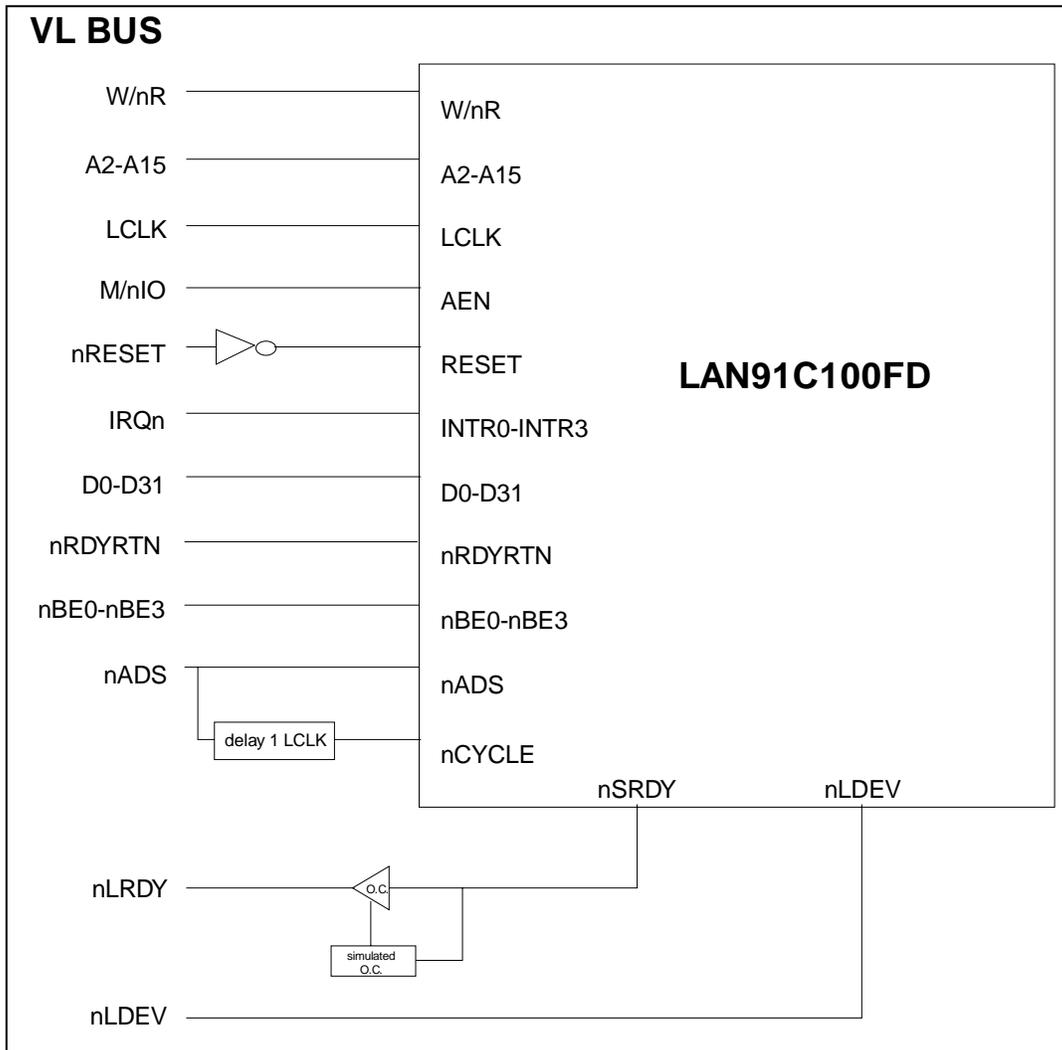 VL BUS
W/nR
W/nR
A2-A15
A2-A15
LCLK
LCLK
M/nIO
AEN
nRESET
RESET
LAN91C100FD
IRQn
INTR0-INTR3
D0-D31
D0-D31
nRDYRTN
nRDYRTN
nBE0-nBE3
nBE0-nBE3
nADS
nADS
delay 1 LCLK
nCYCLE
nSRDY
nLDEV
nLRDY
O.C.
simulated
O.C.
nLDEV